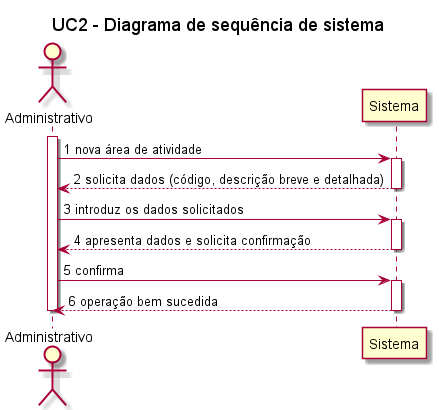 UC2 - Diagrama de sequência de sistema
Administrativo
Sistema
1 nova área de atividade
2 solicita dados (código, descrição breve e detalhada)
3 introduz os dados solicitados
4 apresenta dados e solicita confirmação
5 confirma
6 operação bem sucedida
Administrativo
Sistema